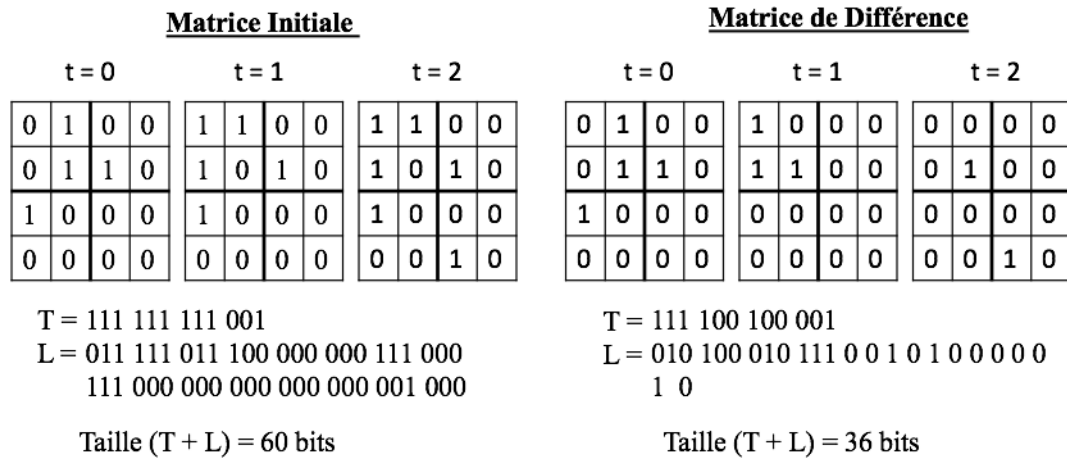 Matrice Initiale
t = 0 t = 1 t = 2
0 1 0 0 1 1 0 0 1 1 0 0
0 1 1 0 1 0 1 0 1 0 1 0
1 0 0 0 1 0 0 0 1 0 0 0
0 0 0 0 0 0 0 0 0 0 1 0
T = 111 111 111 001
L = 011 111 011 100 000 000 111 000
111 000 000 000 000 000 001 000
Taille (T + L) = 60 bits
Matrice de Différence
t = 0 t = 1 t = 2
0 1 0 0 1 0 0 0 0 0 0 0
0 1 1 0 1 1 0 0 0 1 0 0
1 0 0 0 0 0 0 0 0 0 0 0
0 0 0 0 0 0 0 0 0 0 1 0
T = 111 100 100 001
L = 010 100 010 111 0 0 1 0 1 0 0 0 0 0
1 0
Taille (T + L) = 36 bits